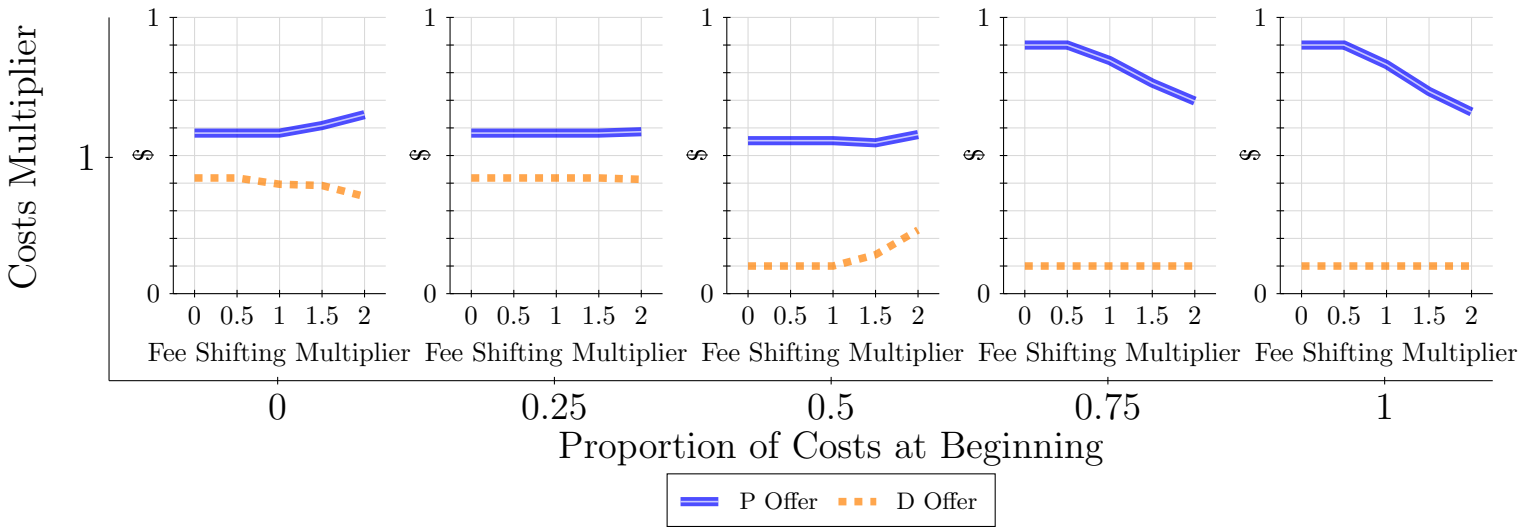 Costs Multiplier
1
1 1 1 1 1
$ $ $ $ $
0 0 0 0 0
0 0.5 1 1.5 2 0 0.5 1 1.5 2 0 0.5 1 1.5 2 0 0.5 1 1.5 2 0 0.5 1 1.5 2
Fee Shifting Multiplier Fee Shifting Multiplier Fee Shifting Multiplier Fee Shifting Multiplier Fee Shifting Multiplier
0 0.25 0.5 0.75 1
Proportion of Costs at Beginning
P Offer D Offer